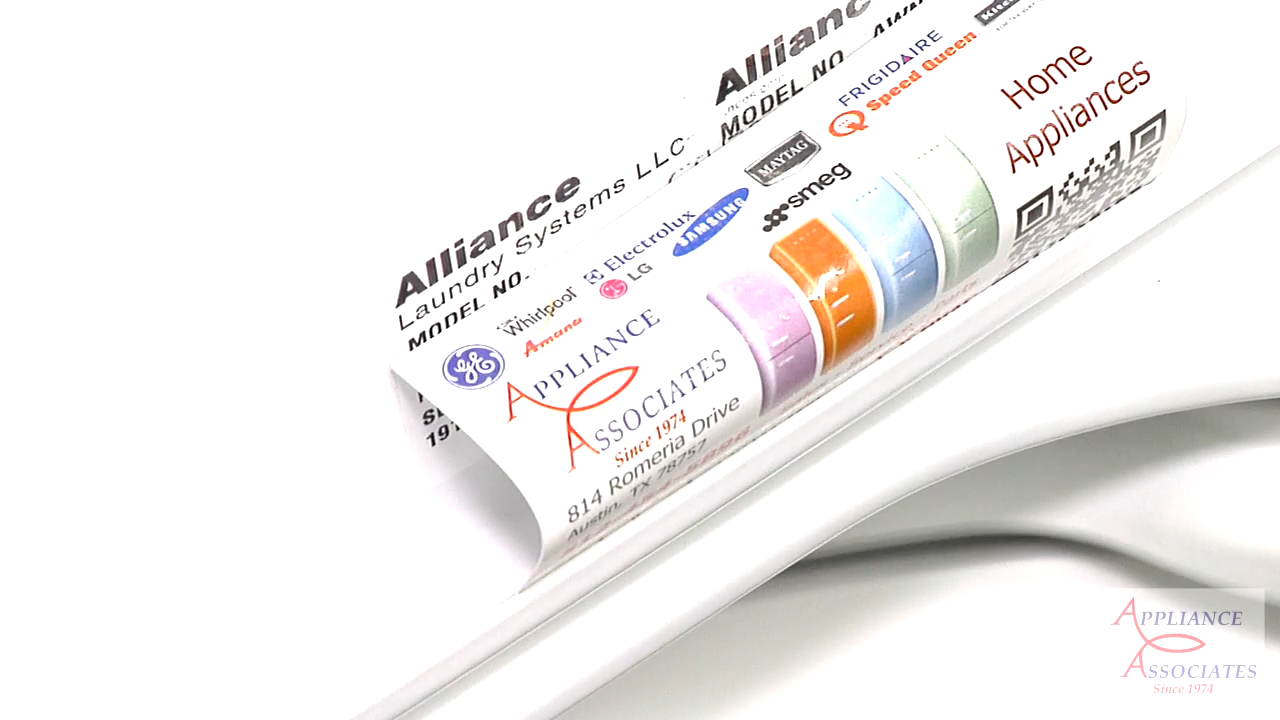 Alliance
MODEL NO.
Alliance
Laundry Systems LLC
MODEL NO.
FRIGIDAIRE
Speed Queen
MAYTAG
smeg
SAMSUNG
Electrolux
LG
Whirlpool
Amana
GE
Home
Appliances
APPLIANCE
ASSOCIATES
Since 1974
814 Romeria Drive
Austin, TX 78757
APPLIANCE
ASSOCIATES
Since 1974